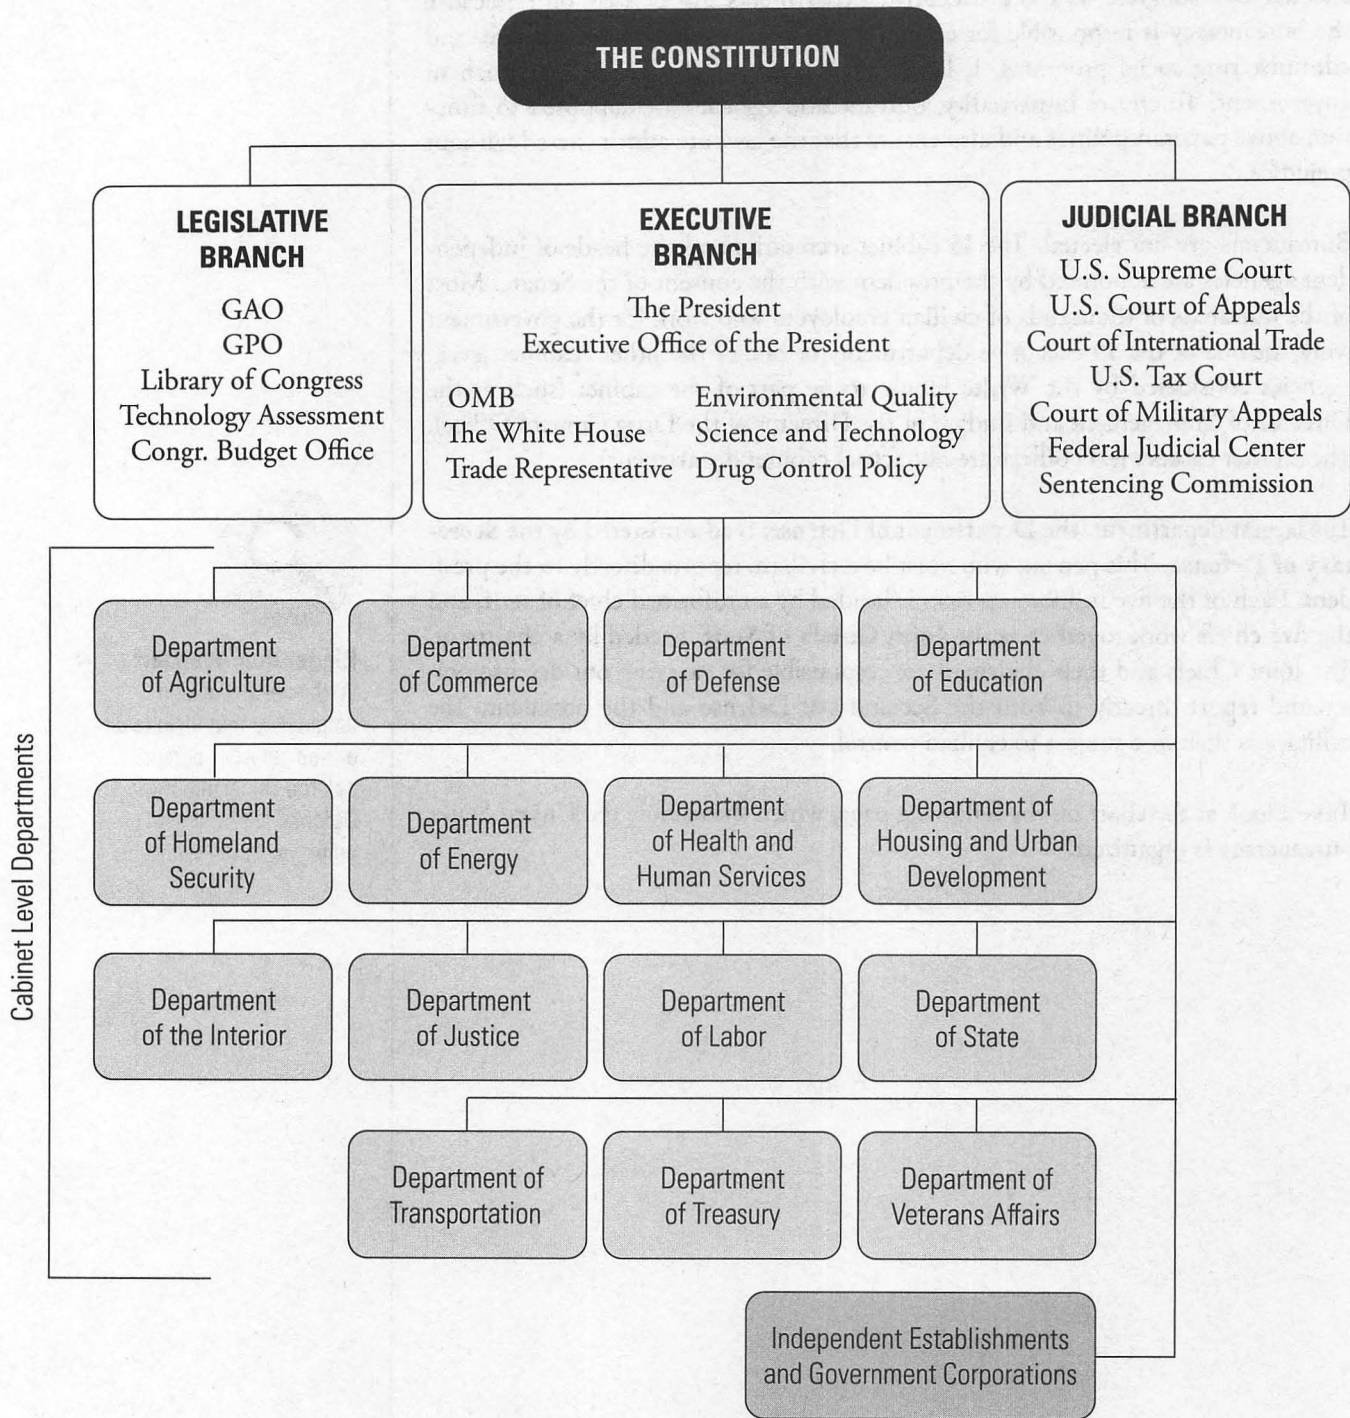 THE CONSTITUTION
LEGISLATIVE
BRANCH
GAO
GPO
Library of Congress
Technology Assessment
Congr. Budget Office
EXECUTIVE
BRANCH
The President
Executive Office of the President
OMB
The White House
Trade Representative
Environmental Quality
Science and Technology
Drug Control Policy
JUDICIAL BRANCH
U.S. Supreme Court
U.S. Court of Appeals
Court of International Trade
U.S. Tax Court
Court of Military Appeals
Federal Judicial Center
Sentencing Commission
Cabinet Level Departments
Department
of Agriculture
Department
of Commerce
Department
of Defense
Department
of Education
Department
of Homeland
Security
Department
of Energy
Department
of Health and
Human Services
Department of
Housing and Urban
Development
Department
of the Interior
Department
of Justice
Department
of Labor
Department
of State
Department of
Transportation
Department
of Treasury
Department of
Veterans Affairs
Independent Establishments
and Government Corporations